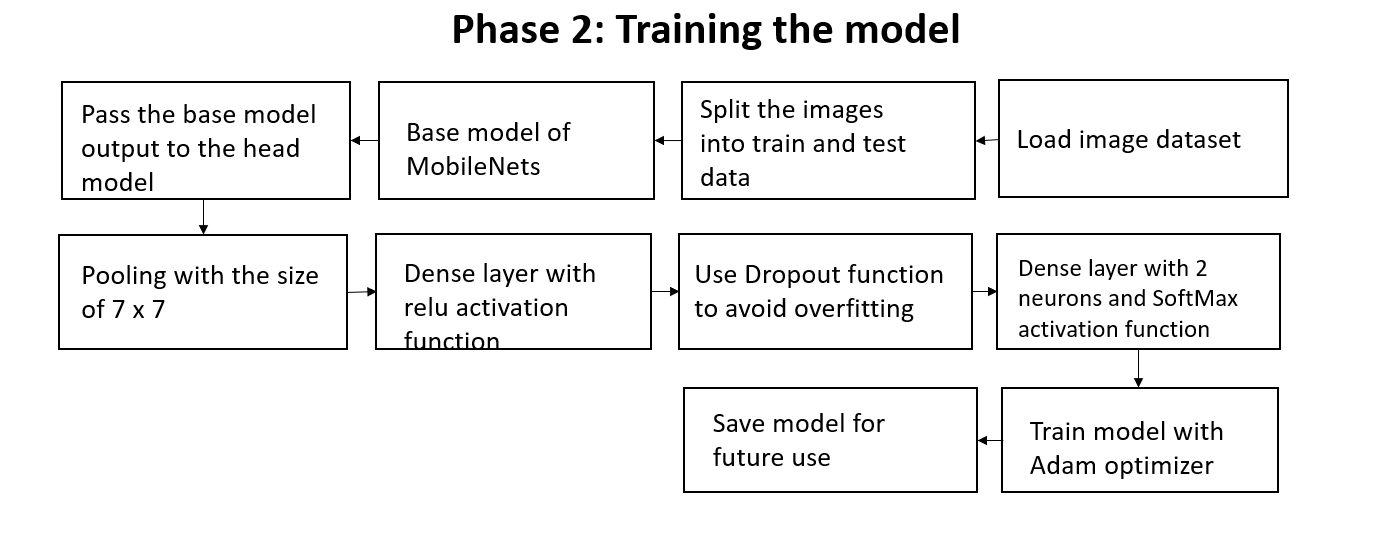 Phase 2: Training the model
Pass the base model
output to the head
model
Base model of
MobileNets
Split the images
into train and test
data
Load image dataset
Pooling with the size
of 7 x 7
Dense layer with
relu activation
function
Use Dropout function
to avoid overfitting
Dense layer with 2
neurons and SoftMax
activation function
Save model for
future use
Train model with
Adam optimizer